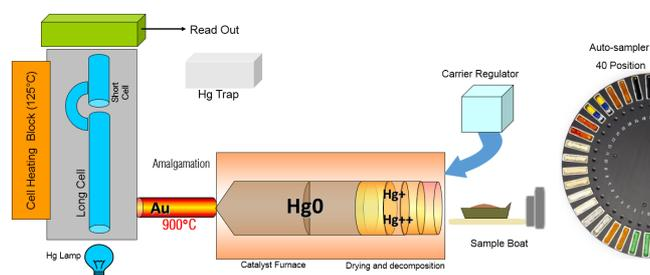 Read Out
Auto-sampler
40 Position
Hg Trap
Carrier Regulator
Cell Heating Block (125°C)
Short
Cell
Long Cell
Amalgamation
Au
900°C
Hg0
Hg+
Hg++
Sample Boat
Hg Lamp
Catalyst Furnace
Drying and decomposition